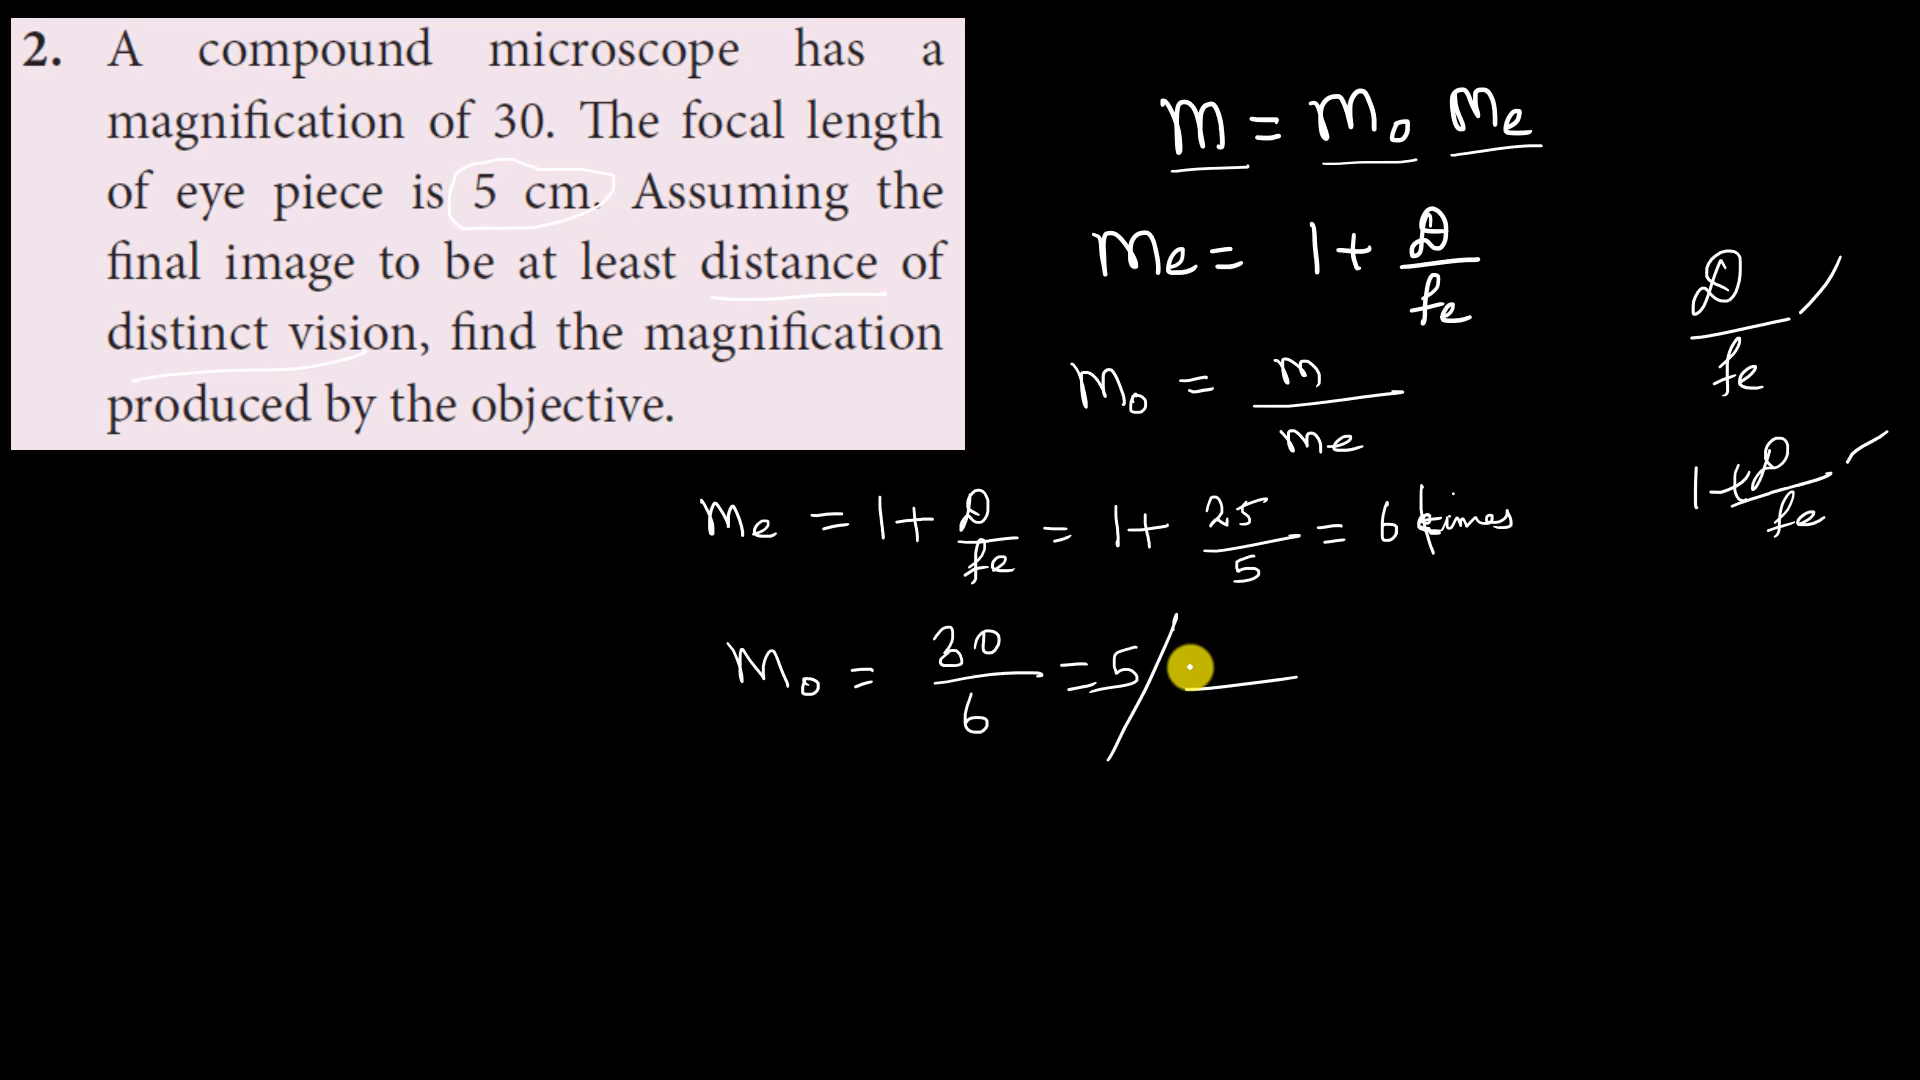 2. A compound microscope has a
magnification of 30. The focal length
of eye piece is 5 cm. Assuming the
final image to be at least distance of
distinct vision, find the magnification
produced by the objective.
m = m₀ mₑ
mₑ = 1 + D/fₑ
m₀ = m/mₑ
D/fₑ
1 + D/fₑ
mₑ = 1 + D/fₑ = 1 + 25/5 = 6 times
m₀ = 30/6 = 5